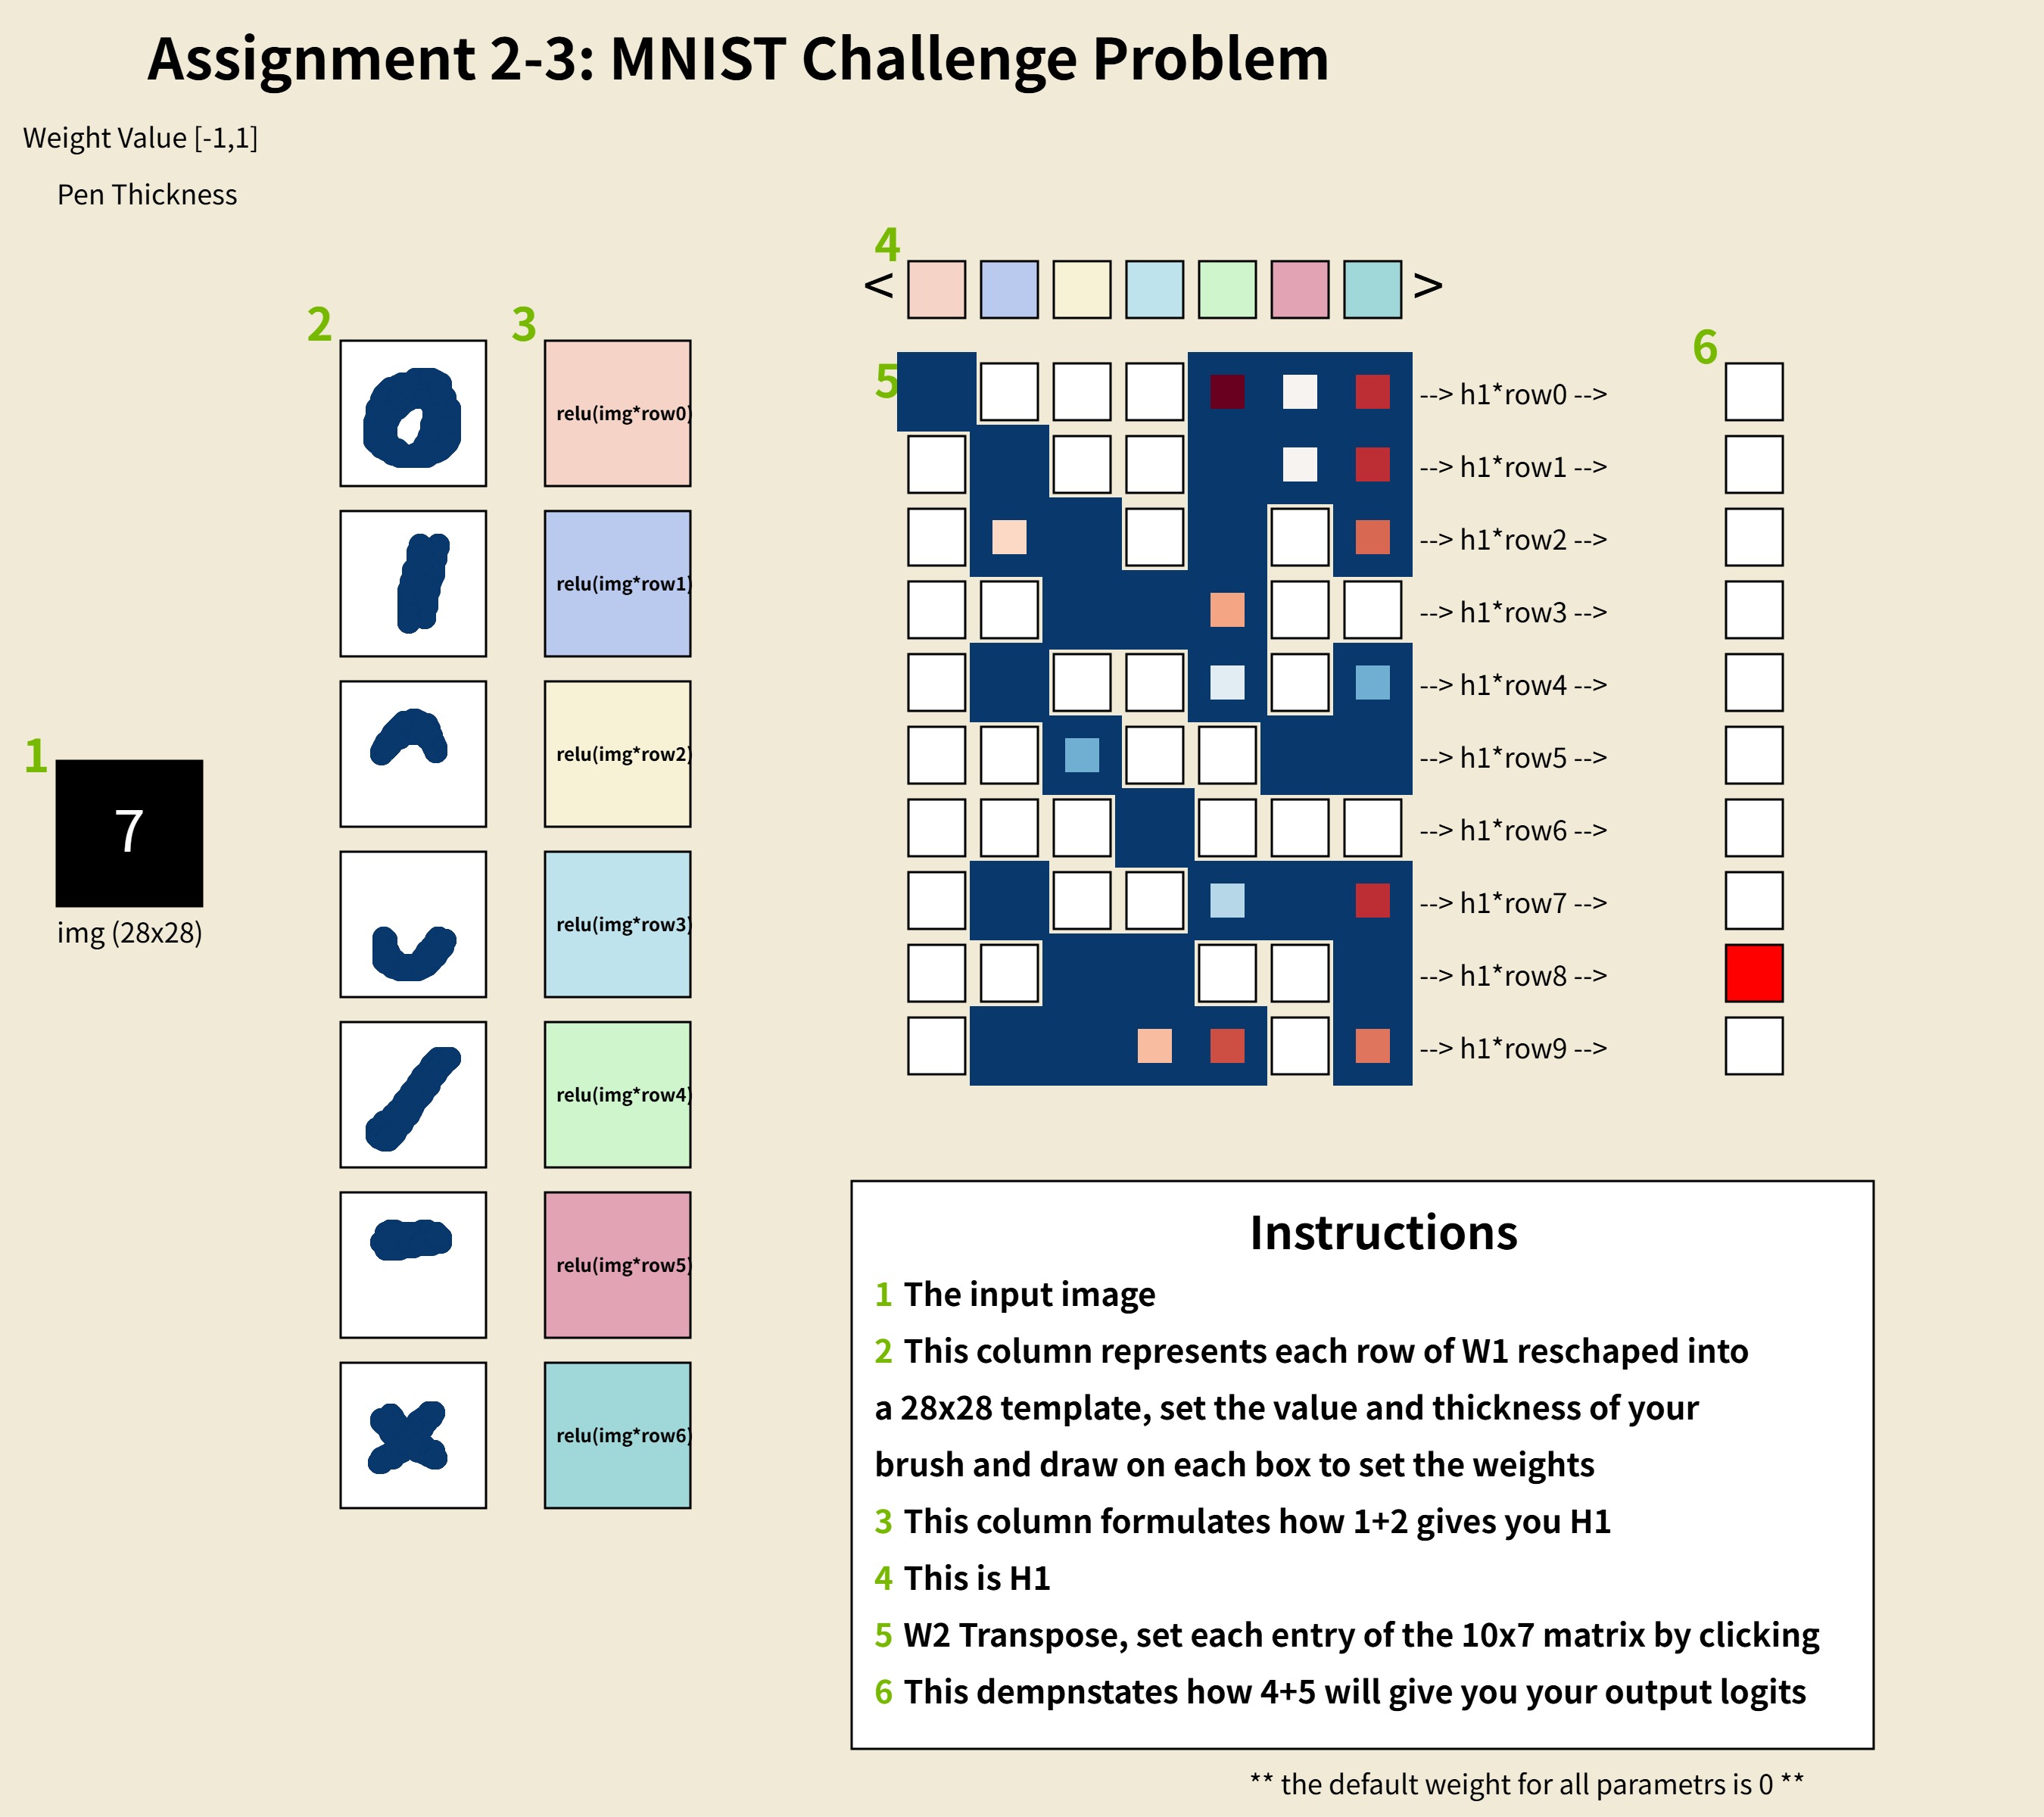 Assignment 2-3: MNIST Challenge Problem
Weight Value [-1,1]
Pen Thickness
4
< >
2 3
6
5
relu(img*row0)
--> h1*row0 -->
--> h1*row1 -->
--> h1*row2 -->
relu(img*row1)
--> h1*row3 -->
--> h1*row4 -->
relu(img*row2)
--> h1*row5 -->
1
7
img (28x28)
--> h1*row6 -->
--> h1*row7 -->
relu(img*row3)
--> h1*row8 -->
--> h1*row9 -->
relu(img*row4)
relu(img*row5)
relu(img*row6)
Instructions
1 The input image
2 This column represents each row of W1 reschaped into
a 28x28 template, set the value and thickness of your
brush and draw on each box to set the weights
3 This column formulates how 1+2 gives you H1
4 This is H1
5 W2 Transpose, set each entry of the 10x7 matrix by clicking
6 This dempnstates how 4+5 will give you your output logits
** the default weight for all parametrs is 0 **